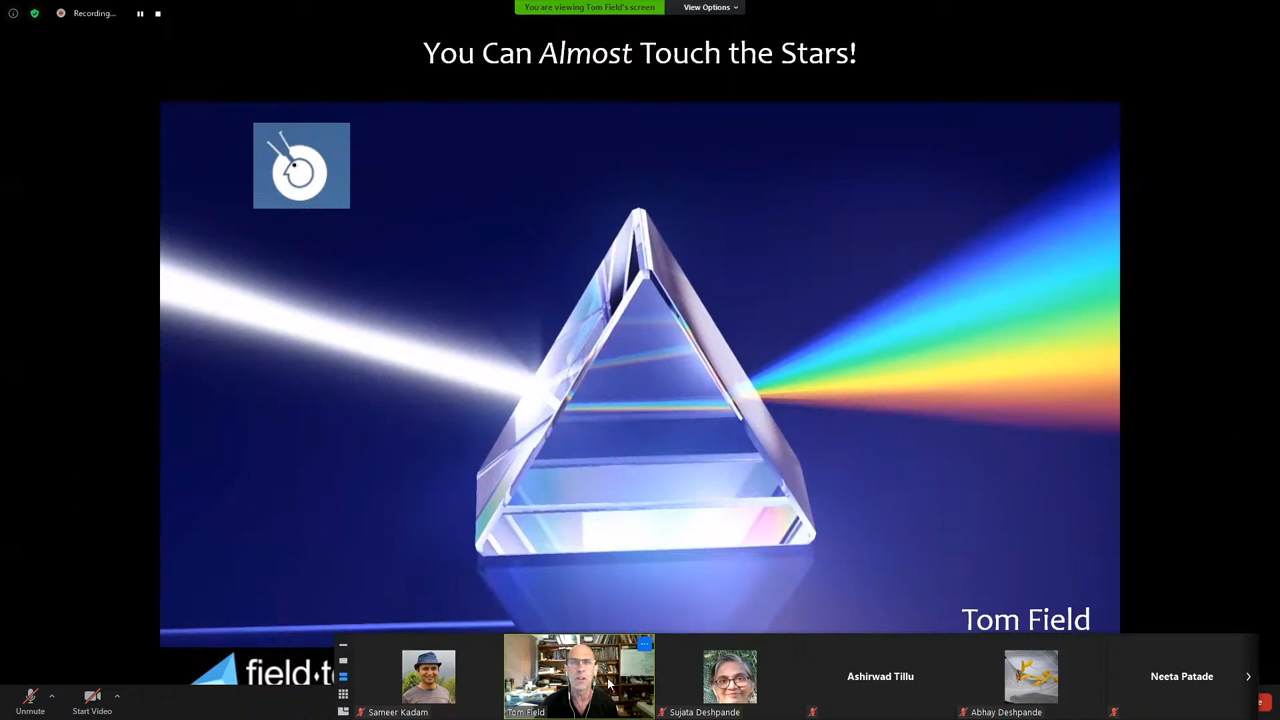 You are viewing Tom Field's screen
View Options
Recording...
You Can Almost Touch the Stars!
Tom Field
Unmute
Start Video
Sameer Kadam
Tom Field
Sujata Deshpande
Ashirwad Tillu
Abhay Deshpande
Neeta Patade